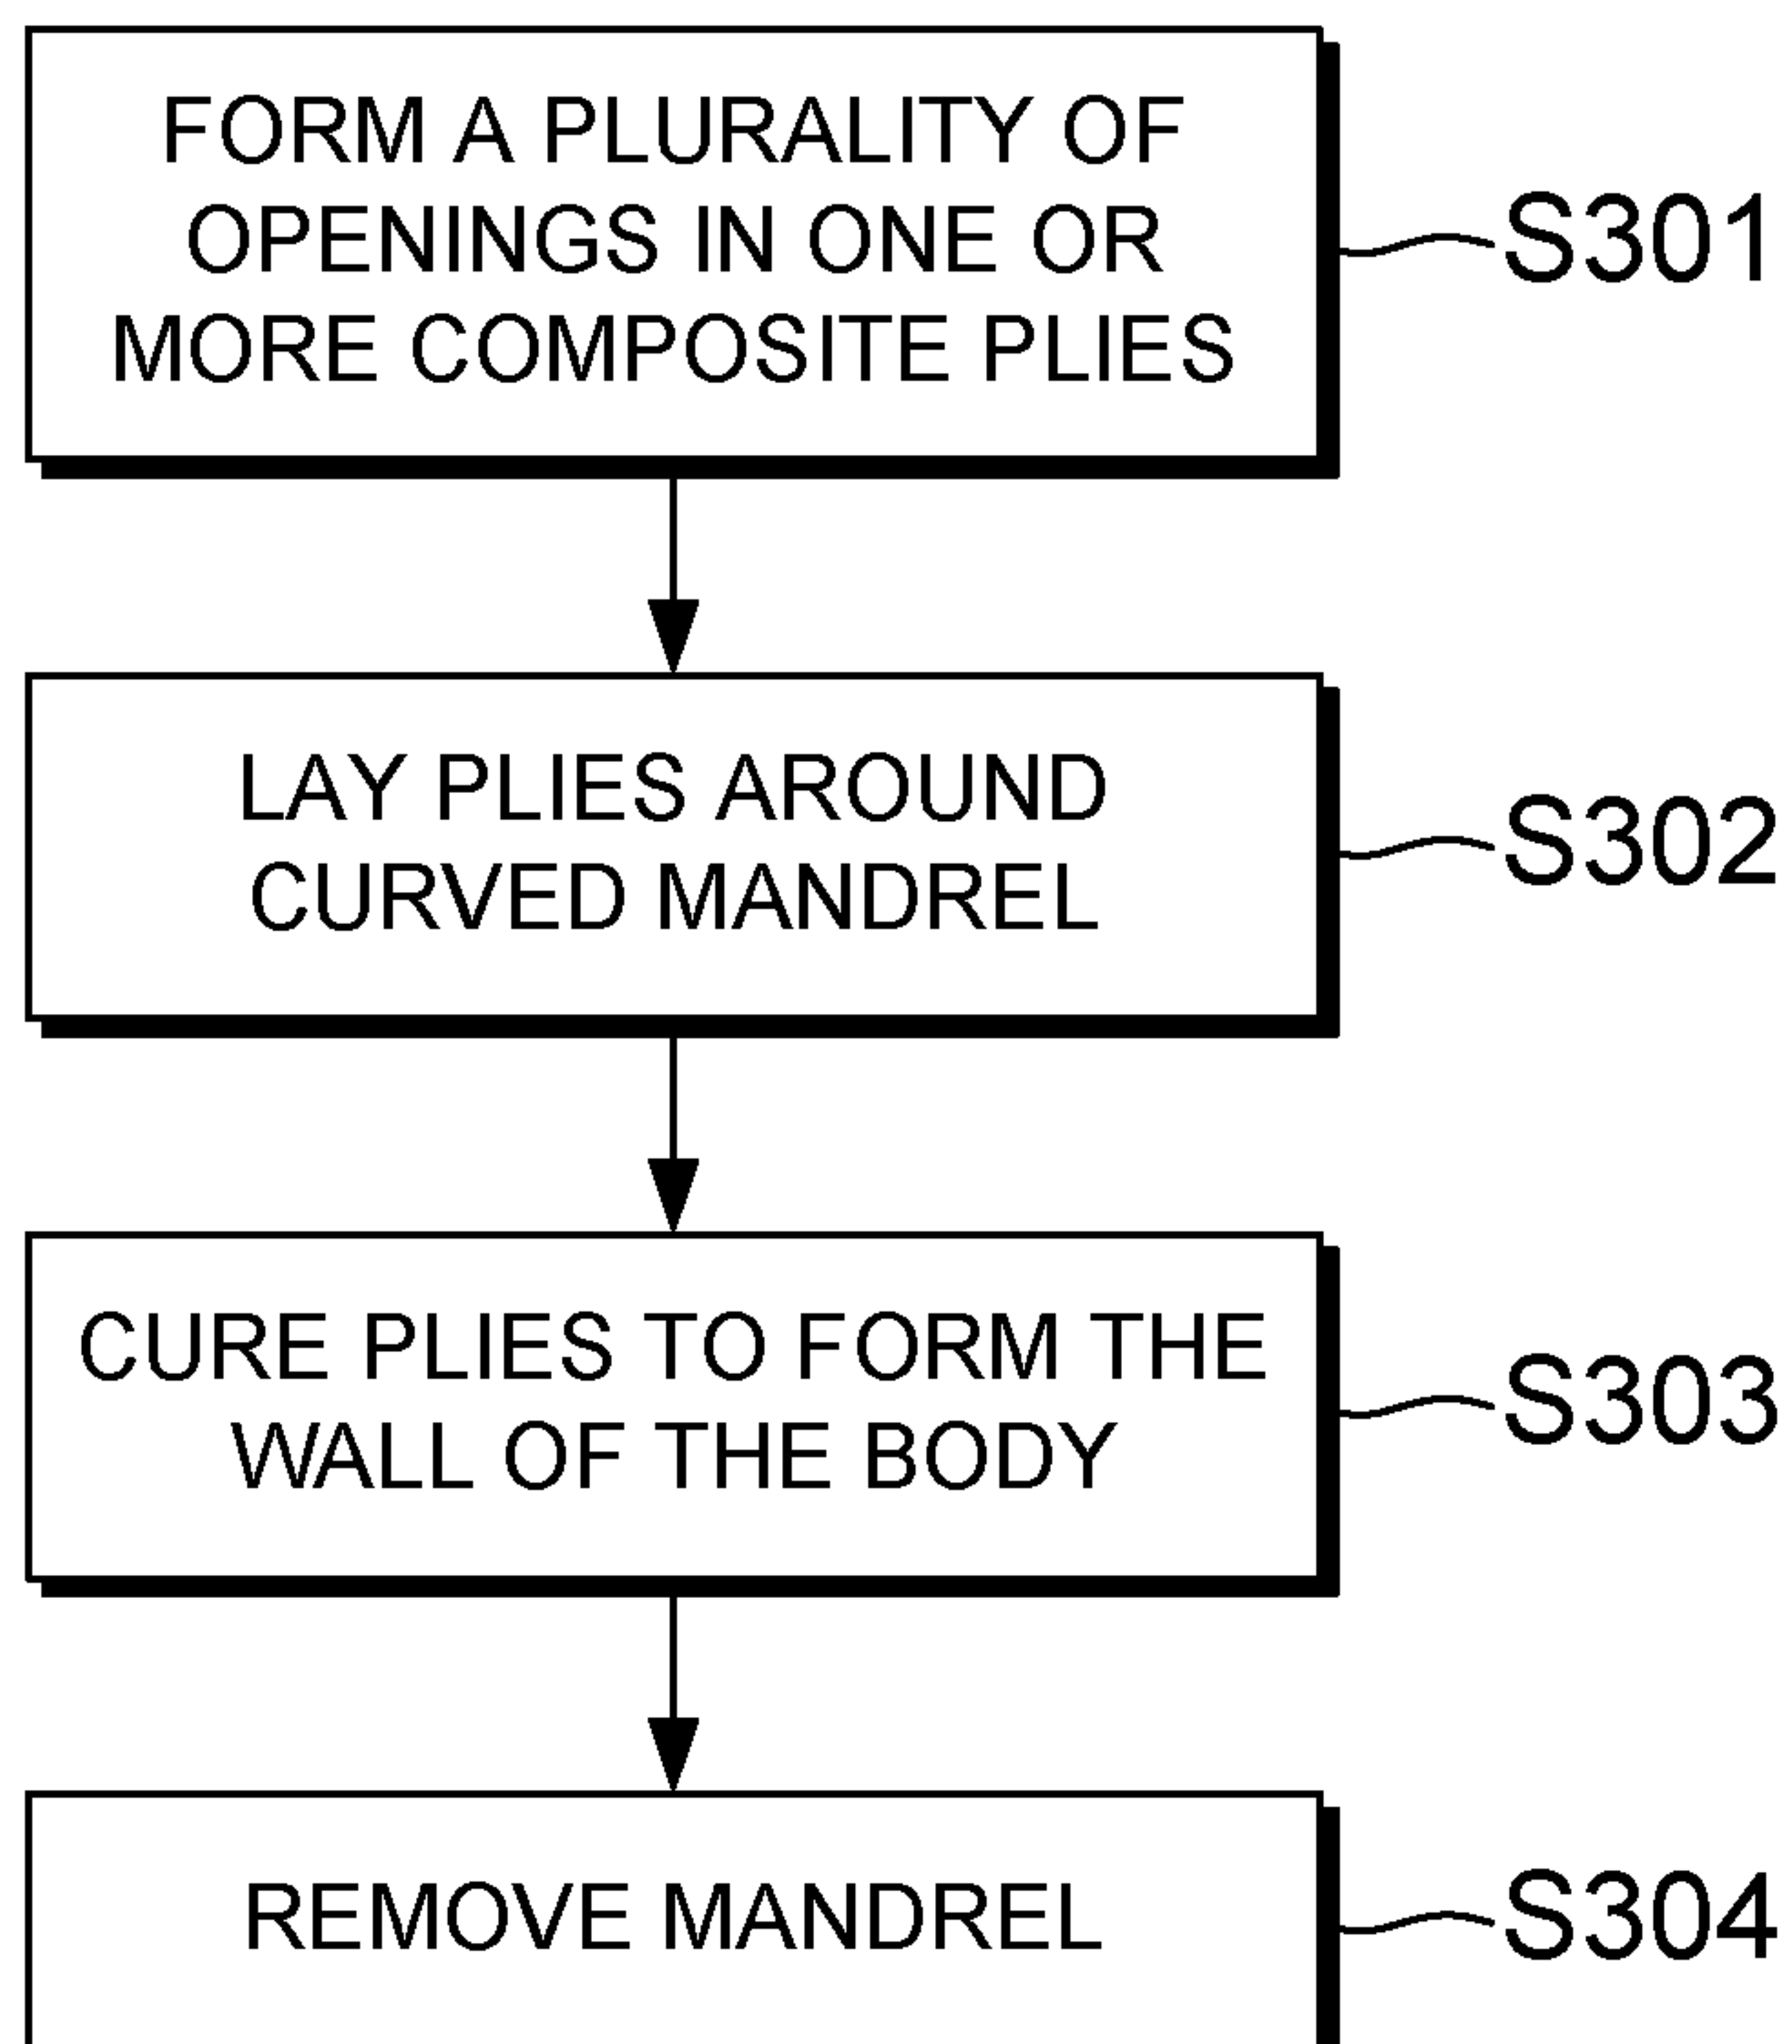 FORM A PLURALITY OF
OPENINGS IN ONE OR
MORE COMPOSITE PLIES
S301
LAY PLIES AROUND
CURVED MANDREL
S302
CURE PLIES TO FORM THE
WALL OF THE BODY
S303
REMOVE MANDREL
S304